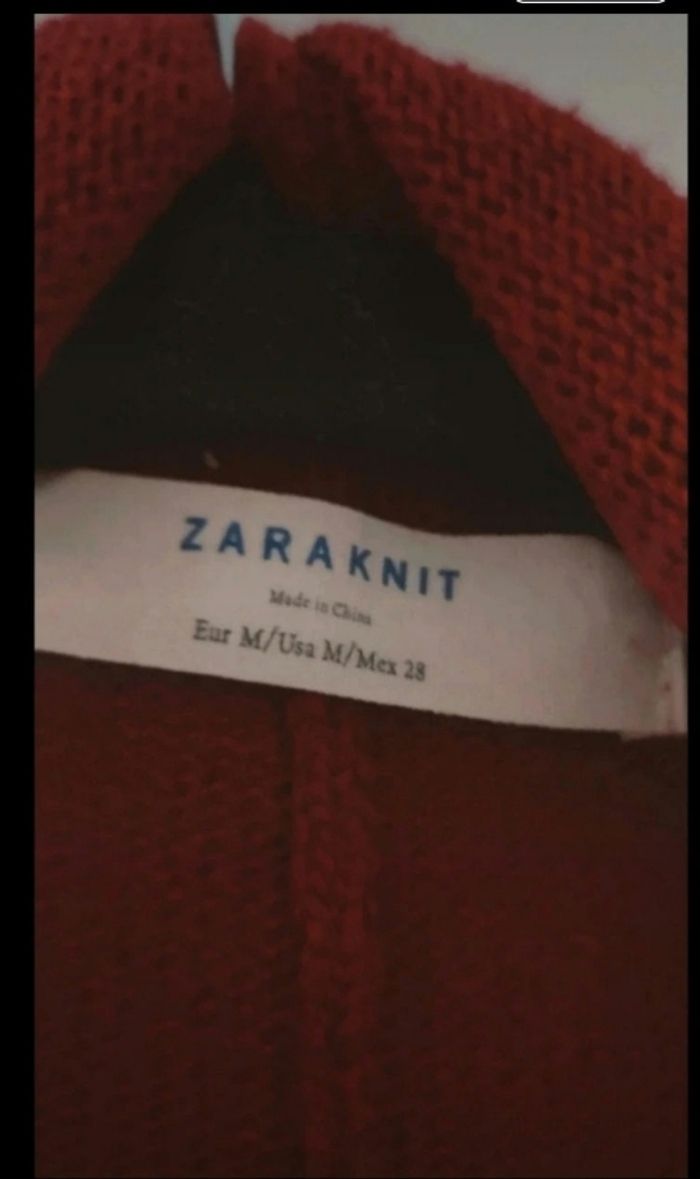 ZARAKNIT
Made in China
Eur M/Usa M/Mex 28